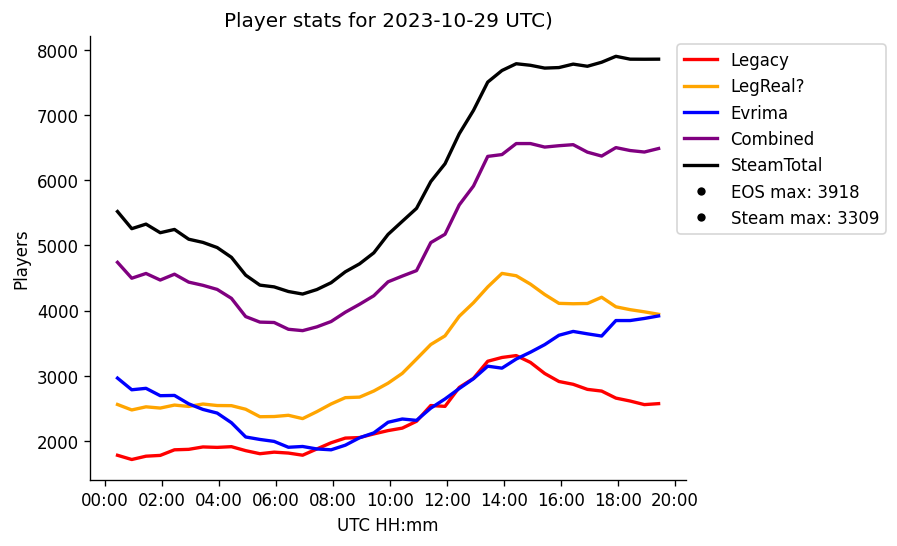 Player stats for 2023-10-29 UTC)
8000
7000
6000
5000
4000
3000
2000
Players
00:00 02:00 04:00 06:00 08:00 10:00 12:00 14:00 16:00 18:00 20:00
UTC HH:mm
Legacy
LegReal?
Evrima
Combined
SteamTotal
EOS max: 3918
Steam max: 3309